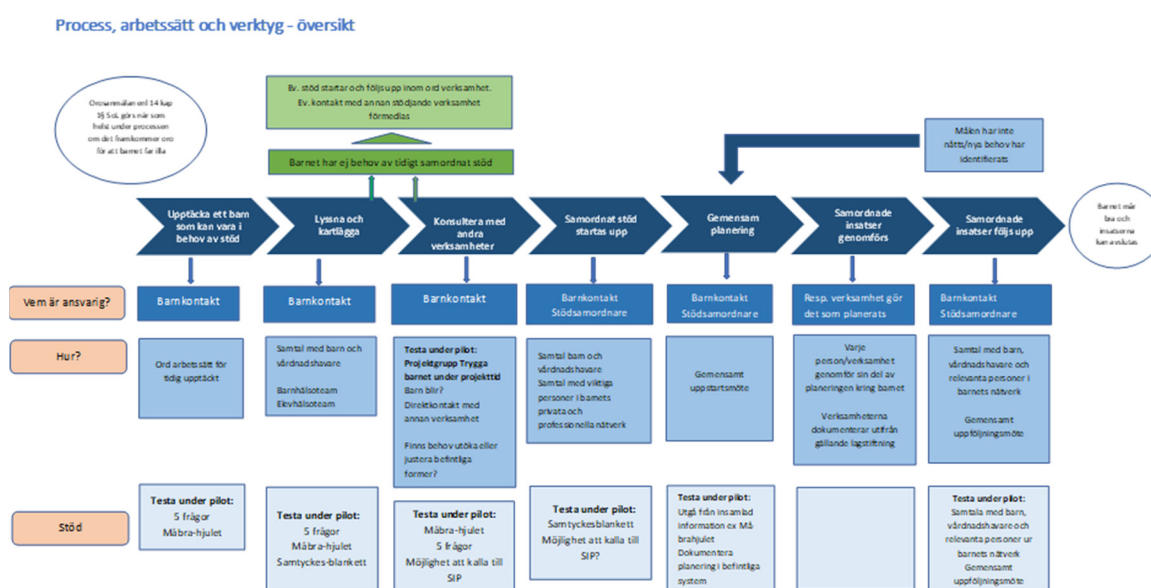 Process, arbetssätt och verktyg - översikt
Orosanmälan enl 14 kap
1§ SoL görs när som
helst under processen
om det framkommer oro
för att barnet far illa
Ev. stöd startar och följs upp inom ord verksamhet.
Ev. kontakt med annan stödjande verksamhet
förmedlas
Barnet har ej behov av tidigt samordnat stöd
Målen har inte
nåtts/nya behov har
identifierats
Upptäcka ett barn
som kan vara i
behov av stöd
Lyssna och
kartlägga
Konsultera med
andra
verksamheter
Samordnat stöd
startas upp
Gemensam
planering
Samordnade
insatser
genomförs
Samordnade
insatser följs upp
Barnet mår
bra och
insatserna
kan avslutas
Vem är ansvarig?
Barnkontakt
Barnkontakt
Barnkontakt
Barnkontakt
Stödsamordnare
Barnkontakt
Stödsamordnare
Resp. verksamhet gör
det som planerats
Barnkontakt
Stödsamordnare
Hur?
Ord arbetssätt för
tidig upptäckt
Samtal med barn och
vårdnadshavare
Barnhälsoteam
Elevhälsoteam
Testa under pilot:
Projektgrupp Trygga
barnet under projekttid
Barn blir?
Direktkontakt med
annan verksamhet
Finns behov utöka eller
justera befintliga
former?
Samtal barn och
vårdnadshavare
Samtal med viktiga
personer i barnets
privata och
professionella nätverk
Gemensamt
uppstartsmöte
Varje
person/verksamhet
genomför sin del av
planeringen kring barnet
Verksamheterna
dokumenterar utifrån
gällande lagstiftning
Samtal med barn,
vårdnadshavare och
relevanta personer i
barnets nätverk
Gemensamt
uppföljningsmöte
Stöd
Testa under pilot:
5 frågor
Måbra-hjulet
Testa under pilot:
5 frågor
Måbra-hjulet
Samtyckes-blankett
Testa under pilot:
Måbra-hjulet
5 frågor
Möjlighet att kalla till
SIP
Testa under pilot:
Samtyckesblankett
Möjlighet att kalla till
SIP?
Testa under pilot:
Utgå från insamlad
information ex Må-
brahjulet
Dokumentera
planering i befintliga
system
Testa under pilot:
Samtala med barn,
vårdnadshavare och
relevanta personer ur
barnets nätverk
Gemensamt
uppföljningsmöte